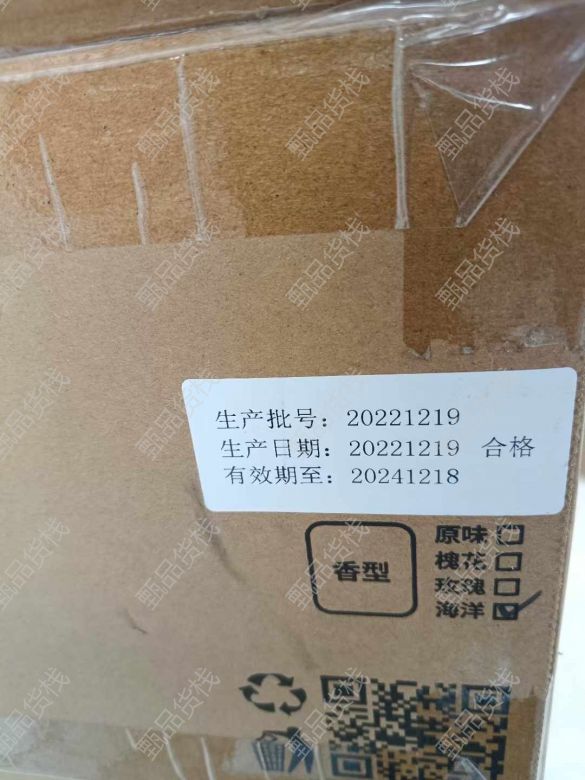 生产批号：20221219
生产日期：20221219 合格
有效期至：20241218
香型
原味
槐花
玫瑰
海洋
甄品货栈